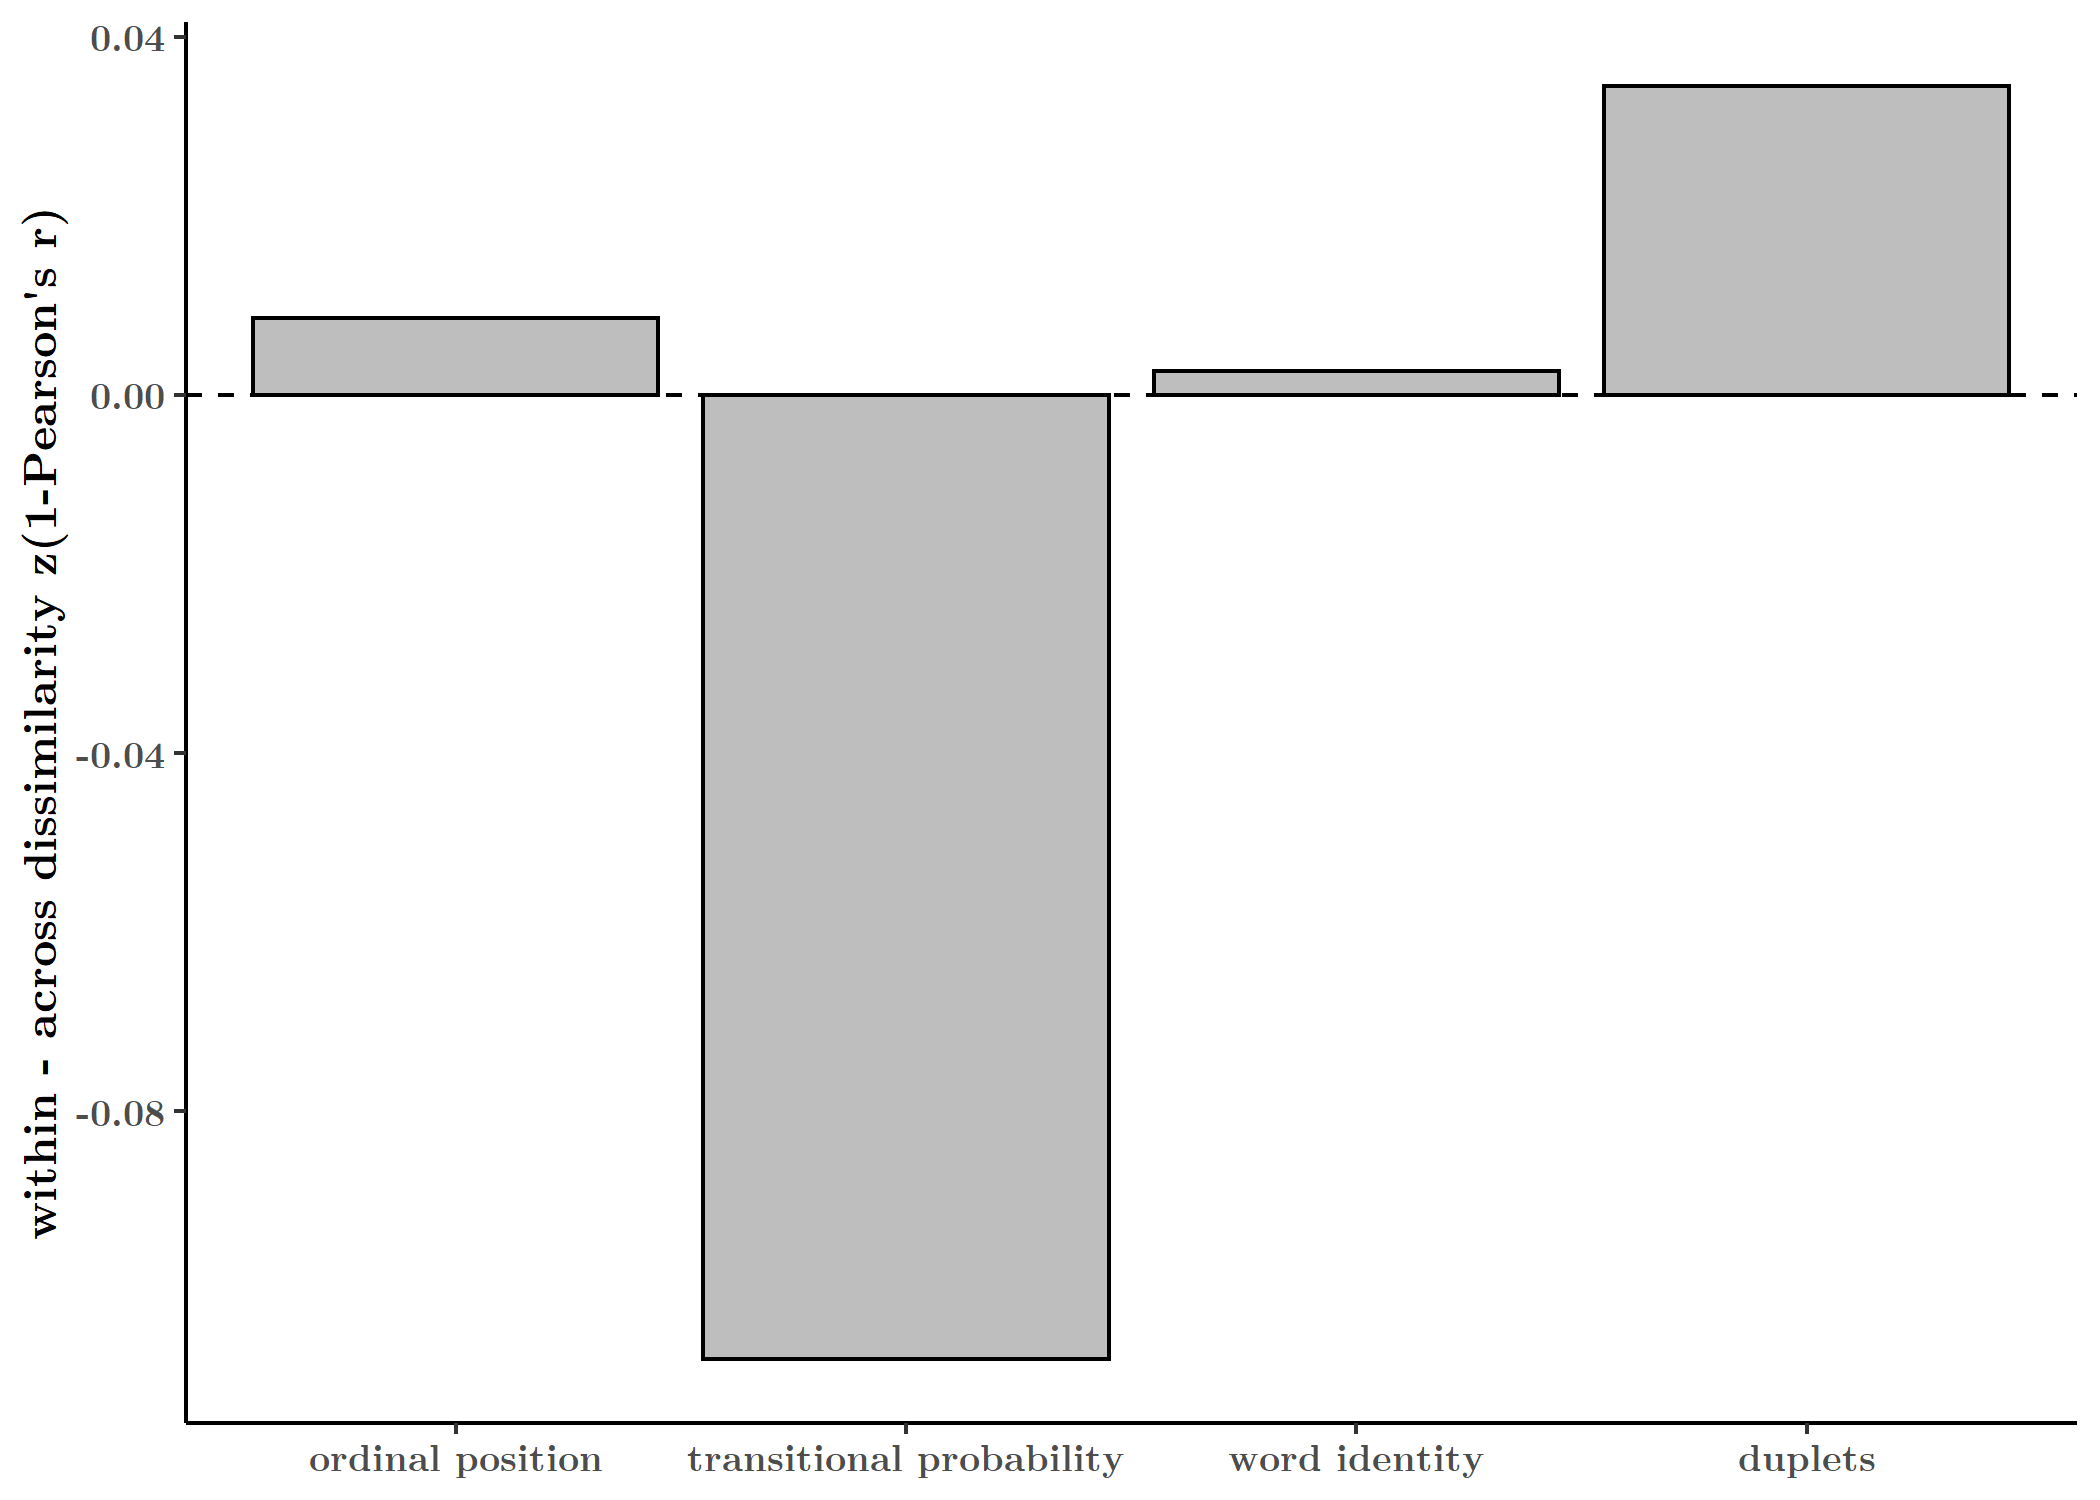 within - across dissimilarity z(1-Pearson's r)
0.04
0.00
-0.04
-0.08
ordinal position
transitional probability
word identity
duplets